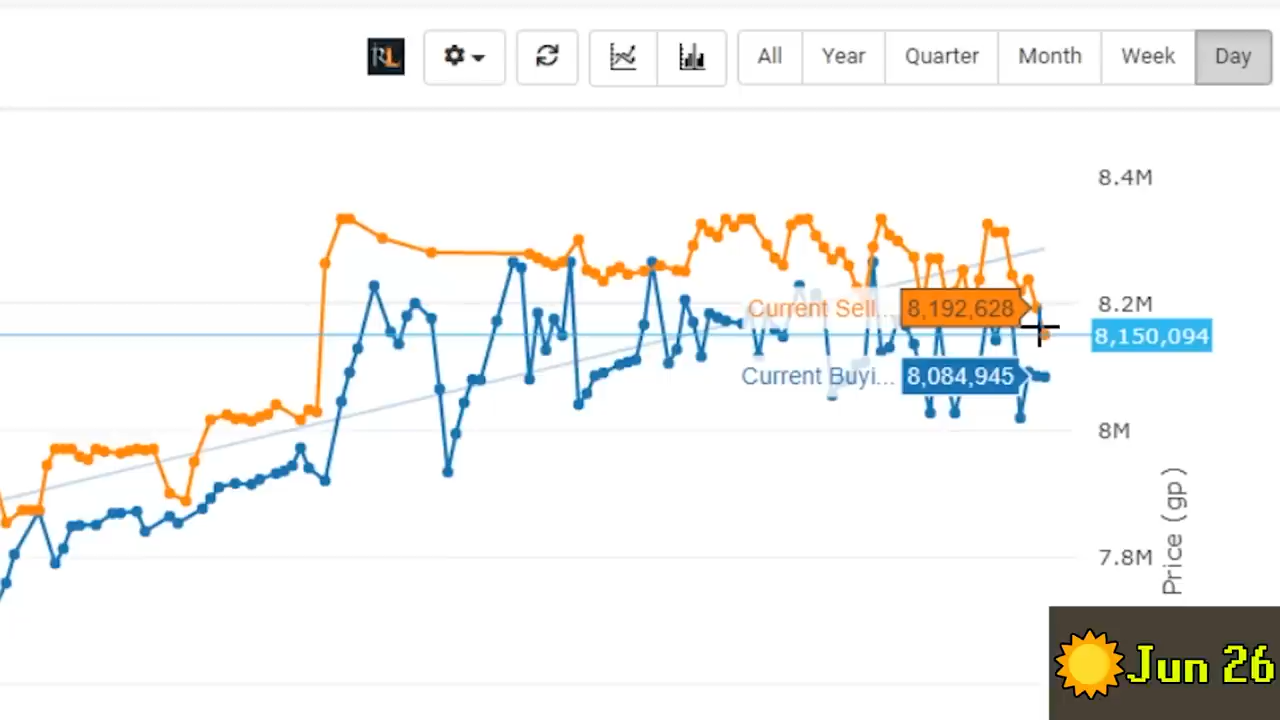 RL
All Year Quarter Month Week Day
8.4M
8.2M
Current Sell... 8,192,628
8,150,094
Current Buyi... 8,084,945
8M
Price (gp)
7.8M
Jun 26